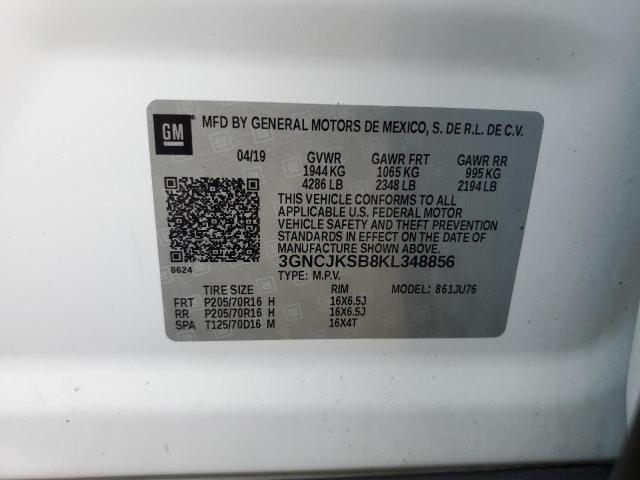 GM
MFD BY GENERAL MOTORS DE MEXICO, S. DE R.L. DE C.V.
04/19 GVWR GAWR FRT GAWR RR
1944 KG 1065 KG 995 KG
4286 LB 2348 LB 2194 LB
THIS VEHICLE CONFORMS TO ALL
APPLICABLE U.S. FEDERAL MOTOR
VEHICLE SAFETY AND THEFT PREVENTION
STANDARDS IN EFFECT ON THE DATE OF
MANUFACTURE SHOWN ABOVE.
3GNCJKSB8KL348856
8624
TYPE: M.P.V.
TIRE SIZE RIM MODEL: 861JU76
FRT P205/70R16 H 16X6.5J
RR P205/70R16 H 16X6.5J
SPA T125/70D16 M 16X4T